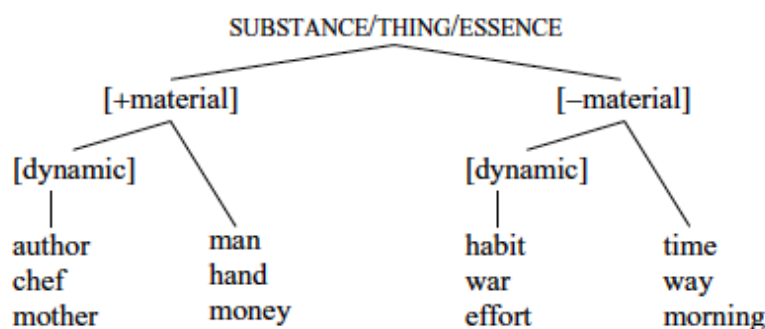 SUBSTANCE/THING/ESSENCE
[+material] [–material]
[dynamic] [dynamic]
author man habit time
chef hand war way
mother money effort morning